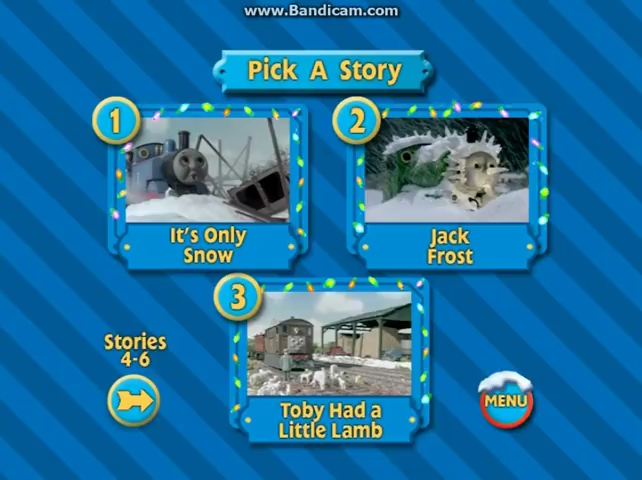 www.Bandicam.com
Pick A Story
1
2
It's Only
Snow
Jack
Frost
3
Stories
4-6
MENU
Toby Had a
Little Lamb